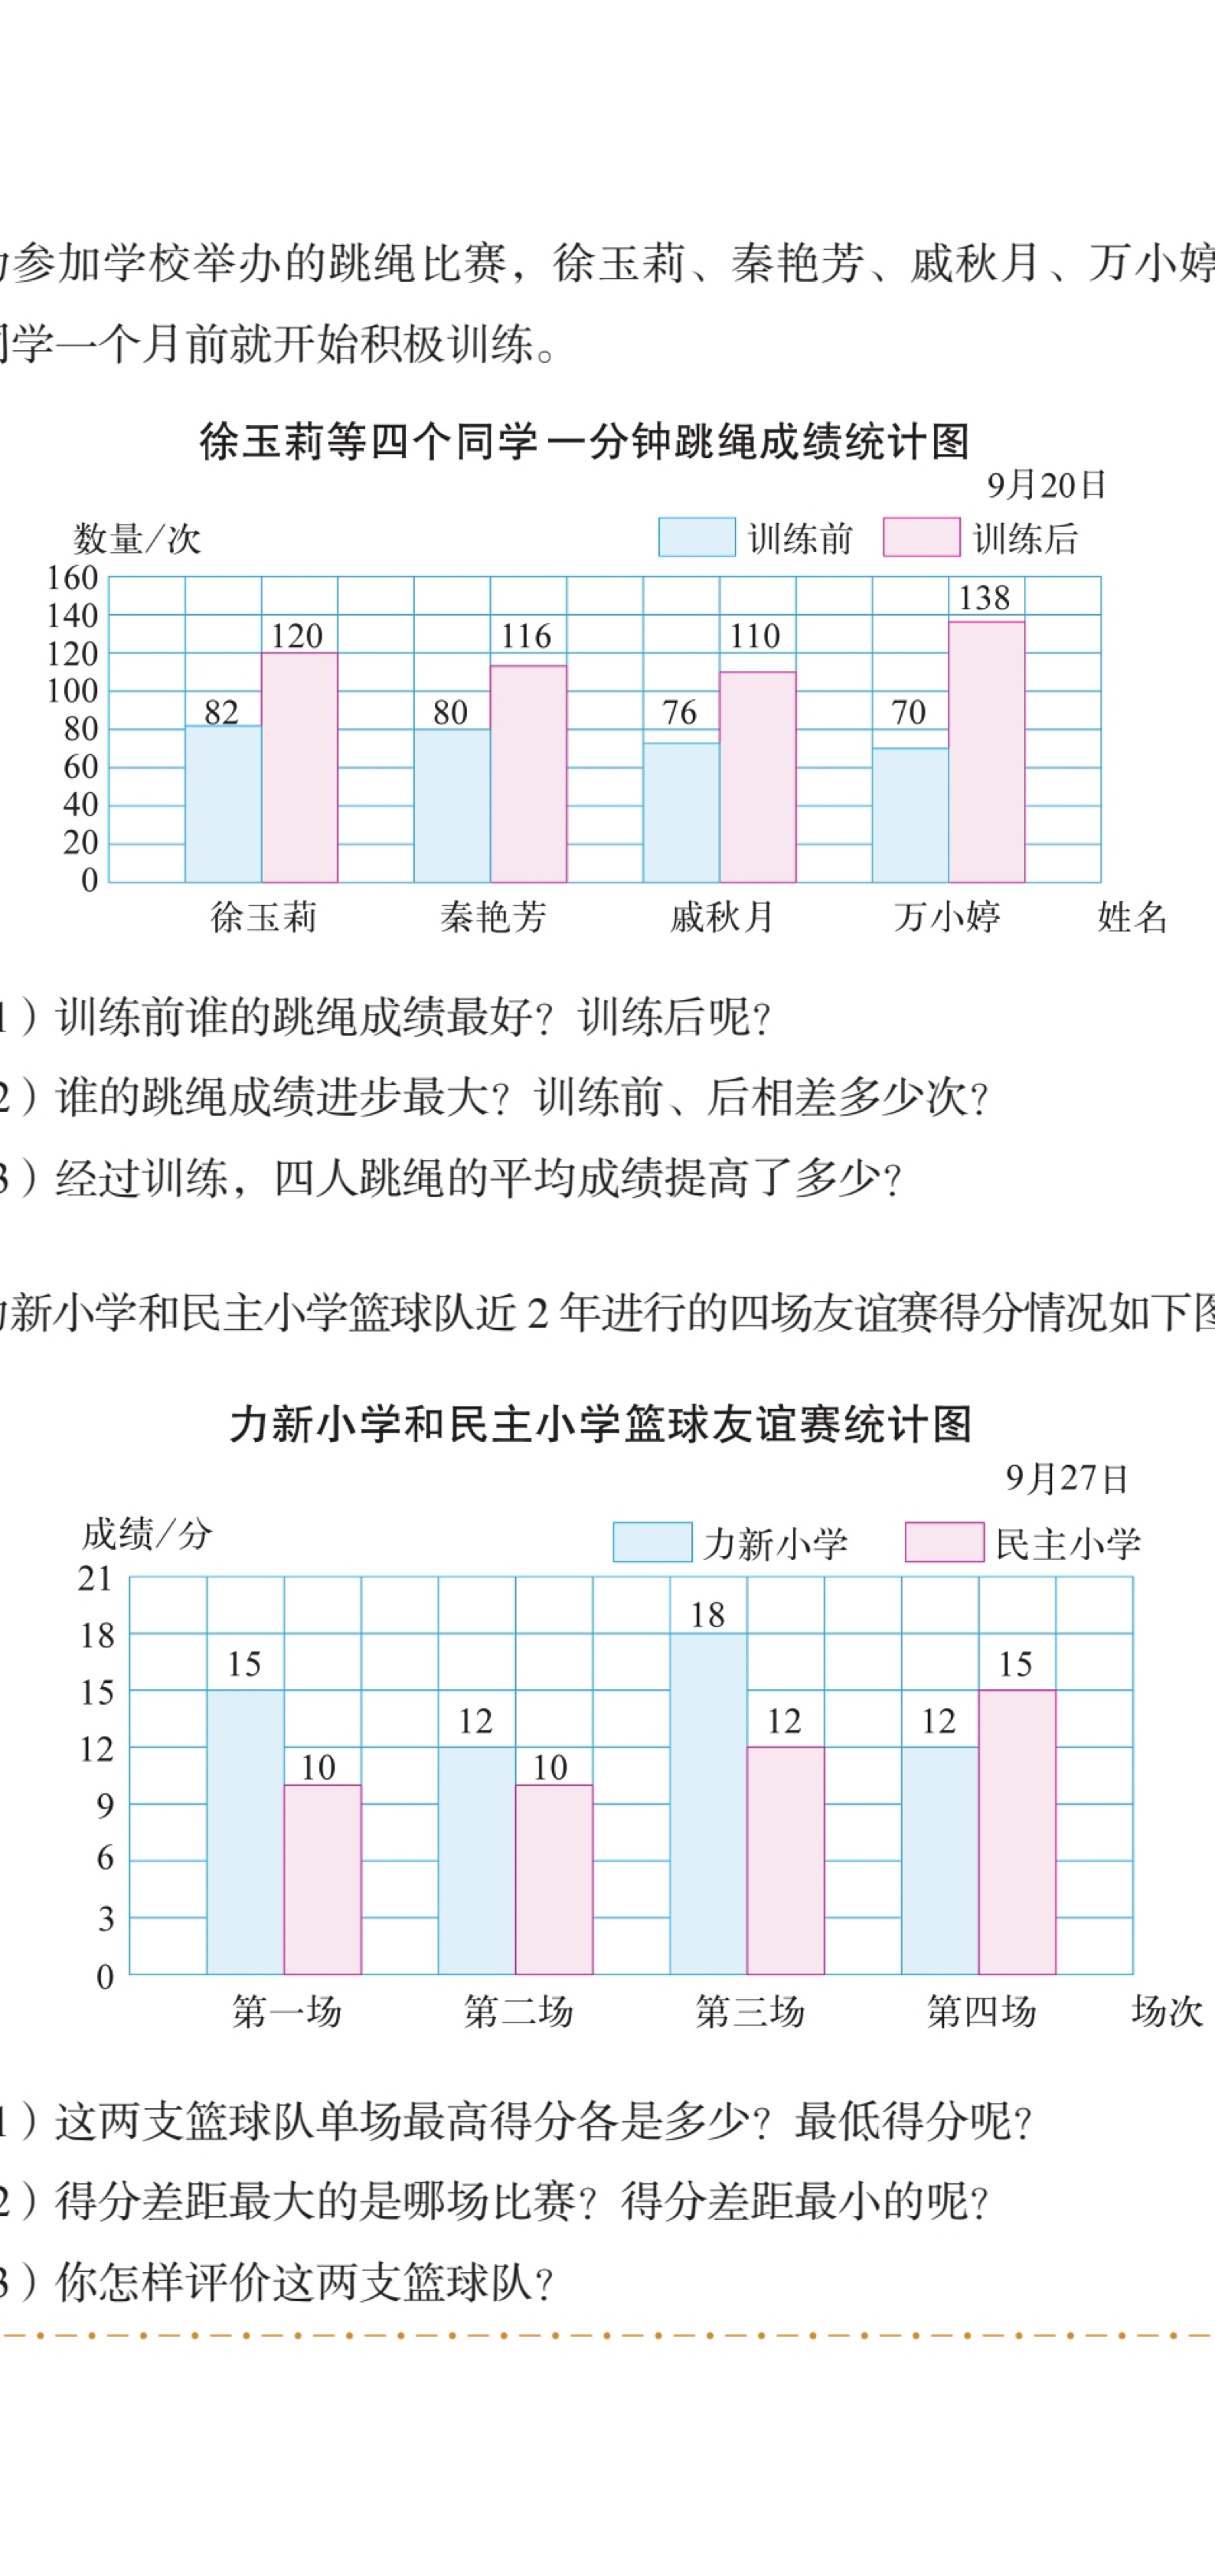 参加学校举办的跳绳比赛，徐玉莉、秦艳芳、戚秋月、万小婷
学一个月前就开始积极训练。
徐玉莉等四个同学一分钟跳绳成绩统计图
9月20日
数量/次 训练前 训练后
160
140
120
100
80
60
40
20
0
120 116 110 138
82 80 76 70
徐玉莉 秦艳芳 戚秋月 万小婷 姓名
1）训练前谁的跳绳成绩最好？训练后呢？
2）谁的跳绳成绩进步最大？训练前、后相差多少次？
3）经过训练，四人跳绳的平均成绩提高了多少？
新小学和民主小学篮球队近2年进行的四场友谊赛得分情况如下图
力新小学和民主小学篮球友谊赛统计图
9月27日
成绩/分 力新小学 民主小学
21
18
15
12
9
6
3
0
15 10 12 10 18 12 12 15
第一场 第二场 第三场 第四场 场次
1）这两支篮球队单场最高得分各是多少？最低得分呢？
2）得分差距最大的是哪场比赛？得分差距最小的呢？
3）你怎样评价这两支篮球队？